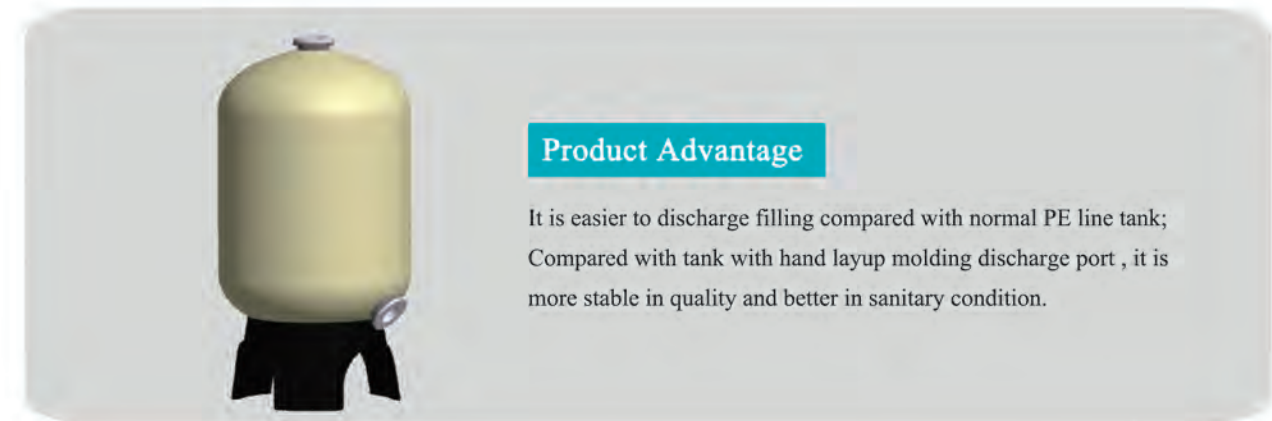 Product Advantage
It is easier to discharge filling compared with normal PE line tank;
Compared with tank with hand layup molding discharge port , it is
more stable in quality and better in sanitary condition.